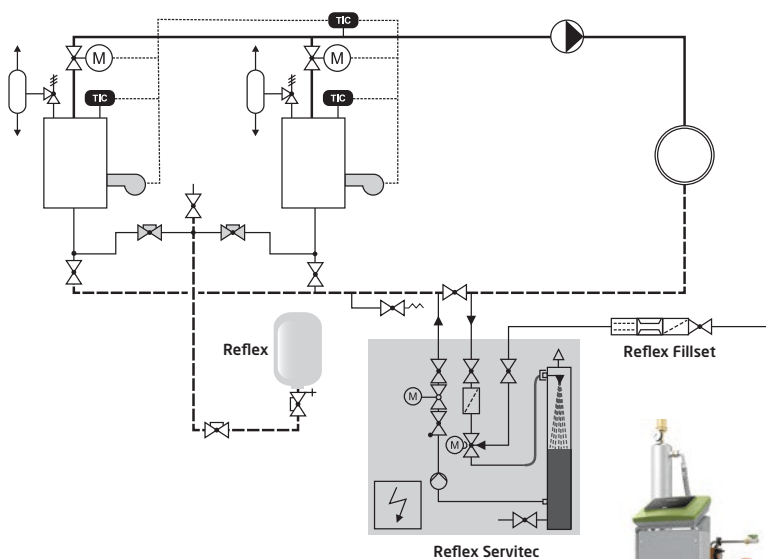 TIC
M
M
TIC
TIC
Reflex
Reflex Fillset
M
M
Reflex Servitec